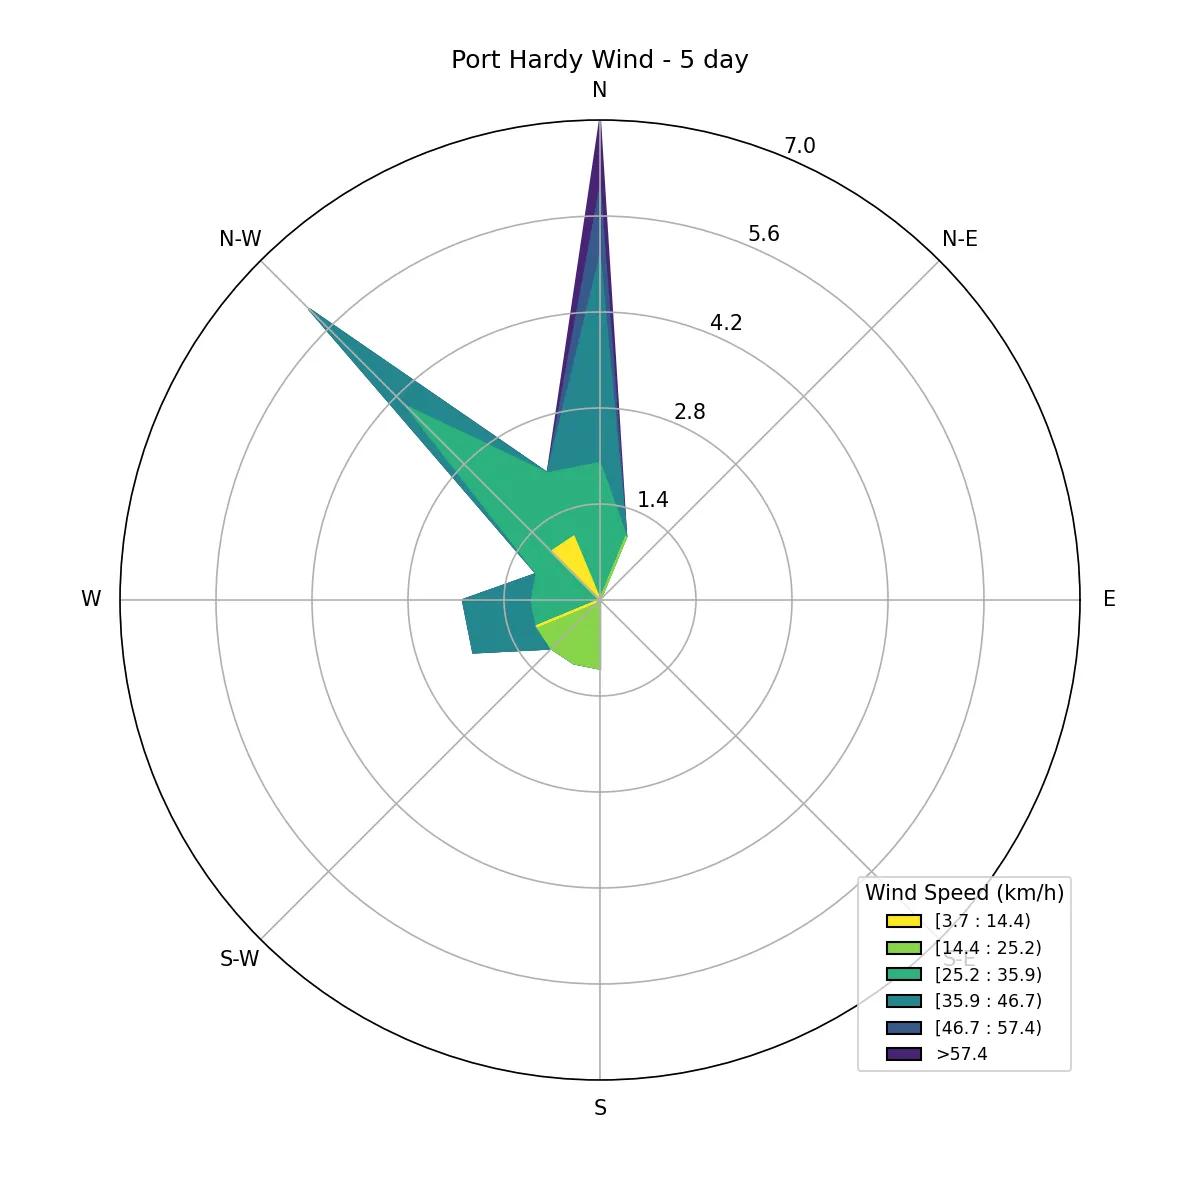 Port Hardy Wind - 5 day
N
7.0
N-W
N-E
5.6
4.2
2.8
1.4
W
E
S-W
S-E
S
Wind Speed (km/h)
[3.7 : 14.4)
[14.4 : 25.2)
[25.2 : 35.9)
[35.9 : 46.7)
[46.7 : 57.4)
>57.4